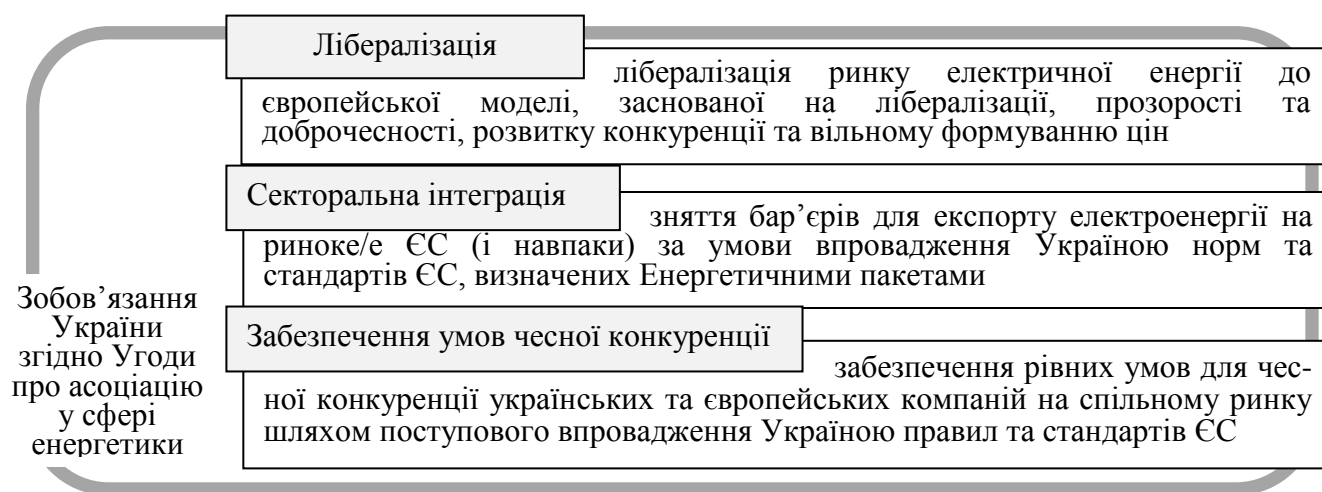 Лібералізація
лібералізація ринку електричної енергії до
європейської моделі, заснованої на лібералізації, прозорості та
доброчесності, розвитку конкуренції та вільному формуванню цін
Секторальна інтеграція
зняття бар’єрів для експорту електроенергії на
риноке/е ЄС (і навпаки) за умови впровадження Україною норм та
стандартів ЄС, визначених Енергетичними пакетами
Забезпечення умов чесної конкуренції
забезпечення рівних умов для чес-
ної конкуренції українських та європейських компаній на спільному ринку
шляхом поступового впровадження Україною правил та стандартів ЄС
Зобов’язання
України
згідно Угоди
про асоціацію
у сфері
енергетики